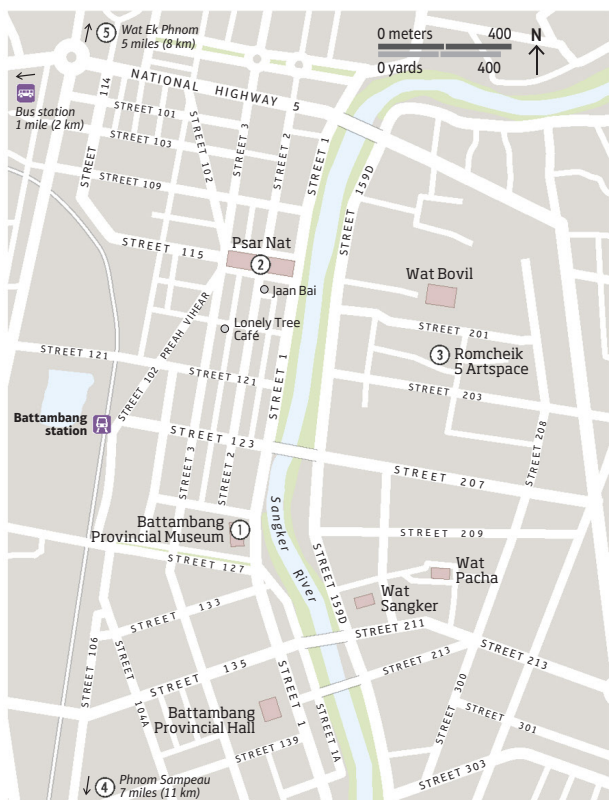 5 Wat Ek Phnom
5 miles (8 km)
0 meters 400
0 yards 400
N
Bus station
1 mile (2 km)
NATIONAL HIGHWAY 5
STREET 114
STREET 101
STREET 103
STREET 102
STREET 3
STREET 2
STREET 1
STREET 159D
STREET 109
STREET 115
Psar Nat
2
Jaan Bai
Wat Bovil
Lonely Tree
Café
STREET 201
3 Romcheik
5 Artspace
STREET 102 PREAH VIHEAR
STREET 121
STREET 121
STREET 1
STREET 203
Battambang
station
STREET 123
STREET 208
STREET 207
STREET 3
STREET 2
Sangker River
Battambang
Provincial Museum
1
STREET 209
STREET 127
STREET 159D
Wat
Pacha
Wat
Sangker
STREET 133
STREET 211
STREET 213
STREET 106
STREET 104A
STREET 135
STREET 213
STREET 300
Battambang
Provincial Hall
STREET 1
STREET 1A
STREET 301
STREET 139
STREET 303
4 Phnom Sampeau
7 miles (11 km)